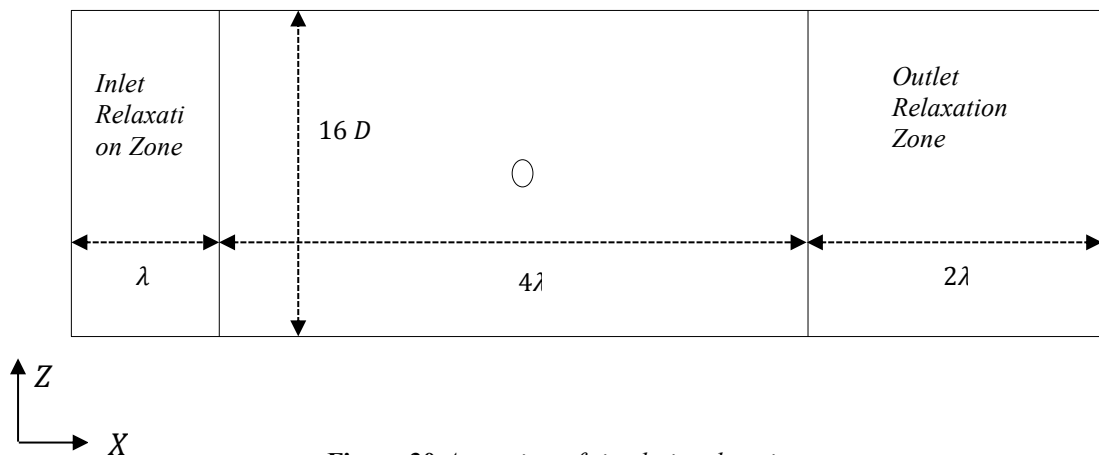 Inlet
Relaxati
on Zone
Outlet
Relaxation
Zone
16 D
λ
4λ
2λ
Z
X